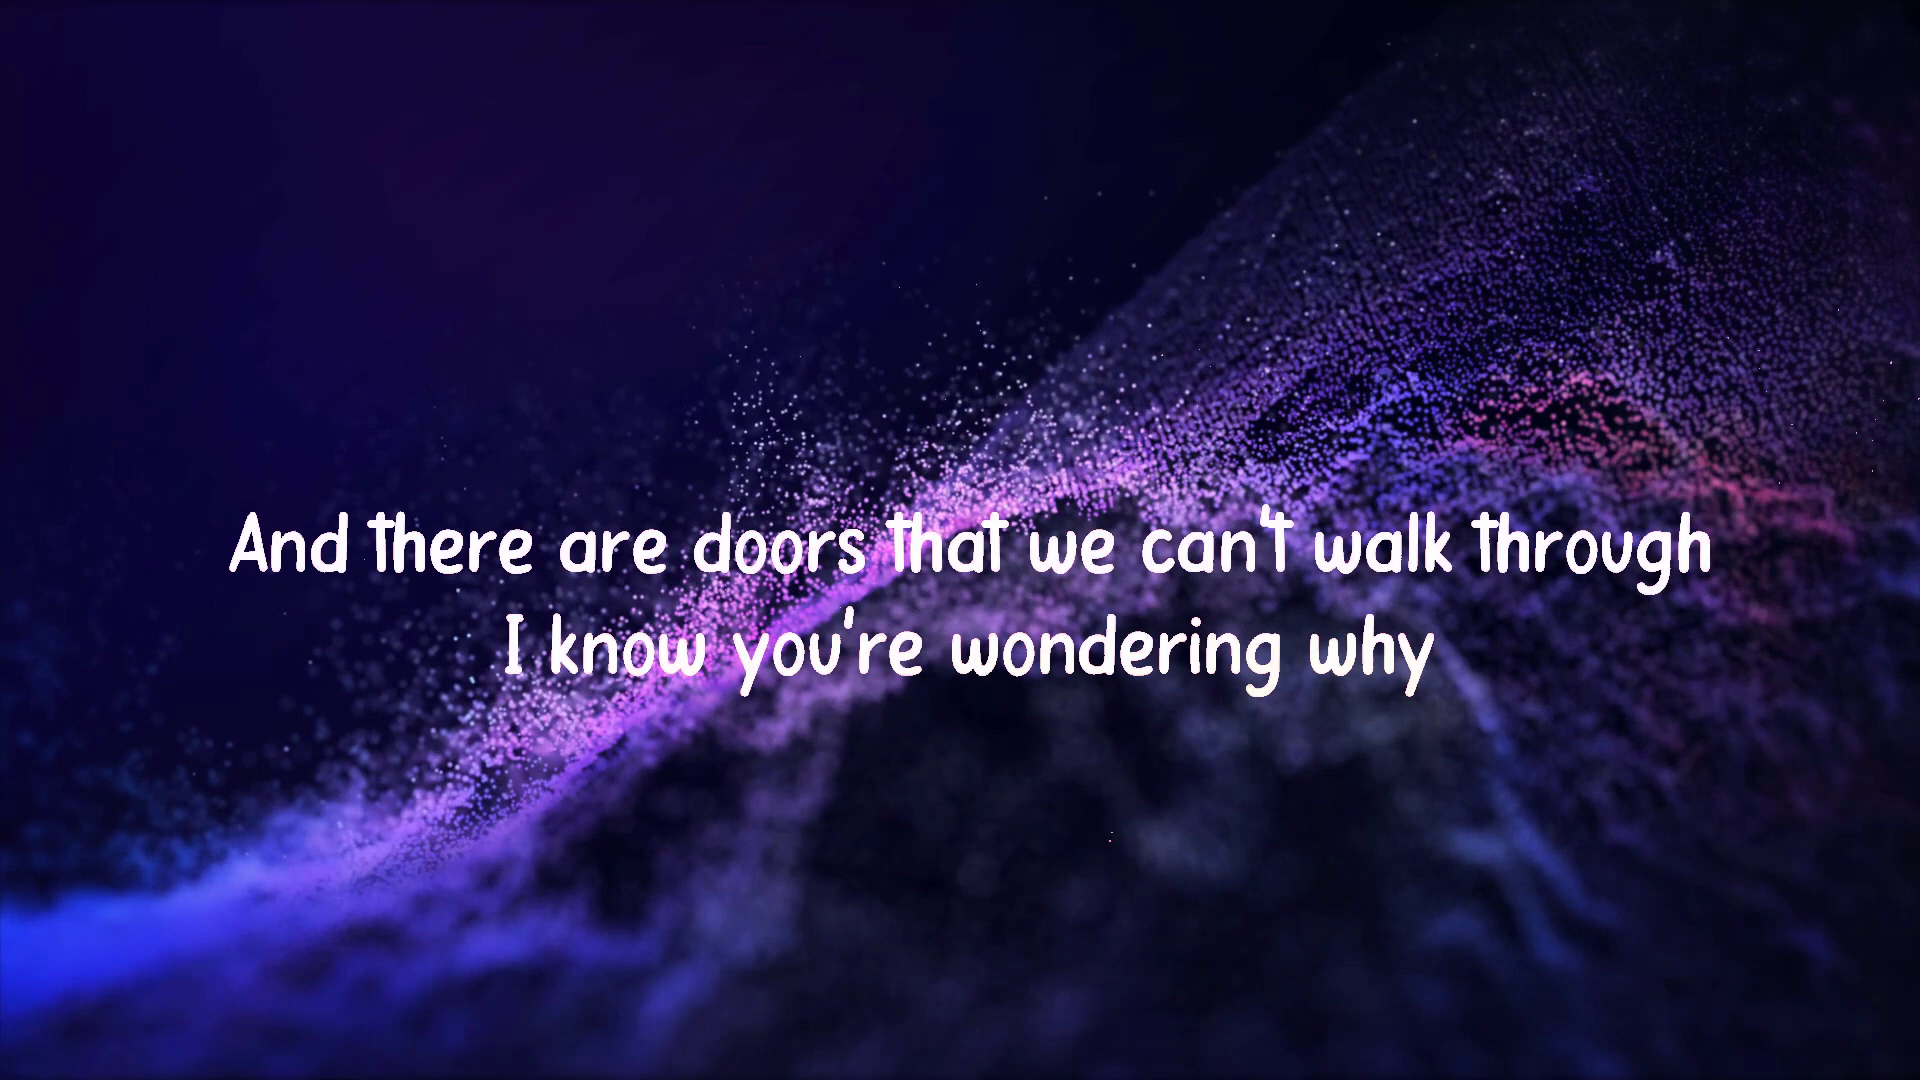 And there are doors that we can't walk through
I know you're wondering why